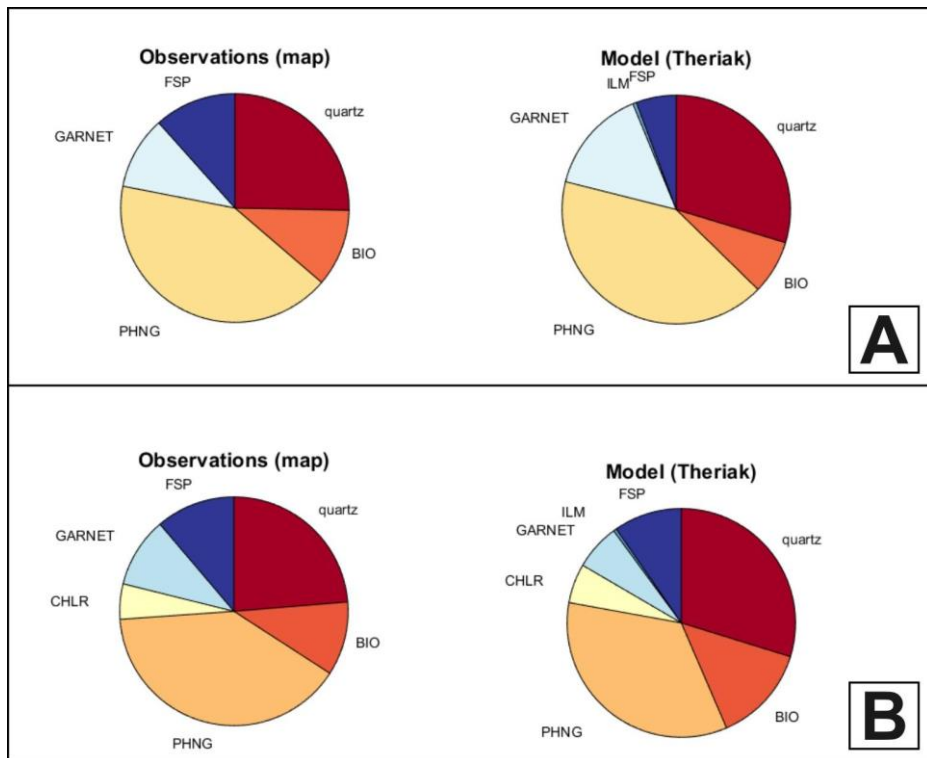 Observations (map)
FSP
quartz
GARNET
BIO
PHNG
Model (Theriak)
ILM
FSP
GARNET
quartz
BIO
PHNG
A
Observations (map)
FSP
quartz
GARNET
CHLR
BIO
PHNG
Model (Theriak)
FSP
ILM
GARNET
quartz
CHLR
BIO
PHNG
B